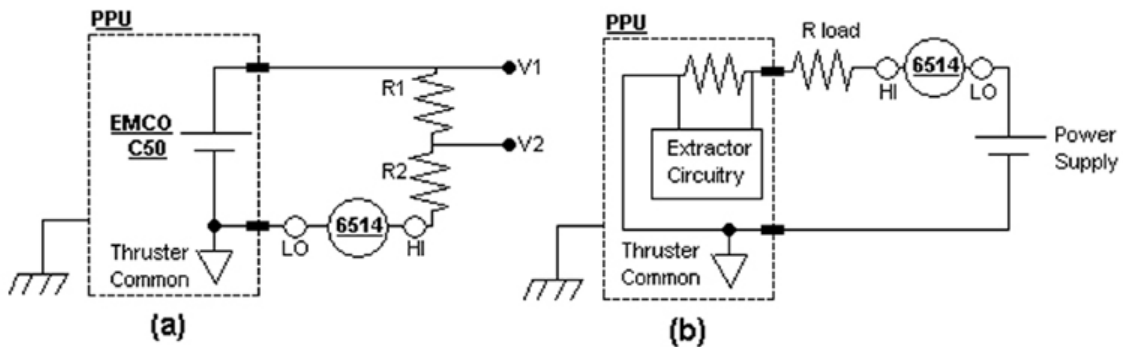 PPU
V1
R1
EMCO
C50
V2
R2
6514
LO
HI
Thruster
Common
(a)
PPU
R load
6514
HI
LO
Extractor
Circuitry
Power
Supply
Thruster
Common
(b)